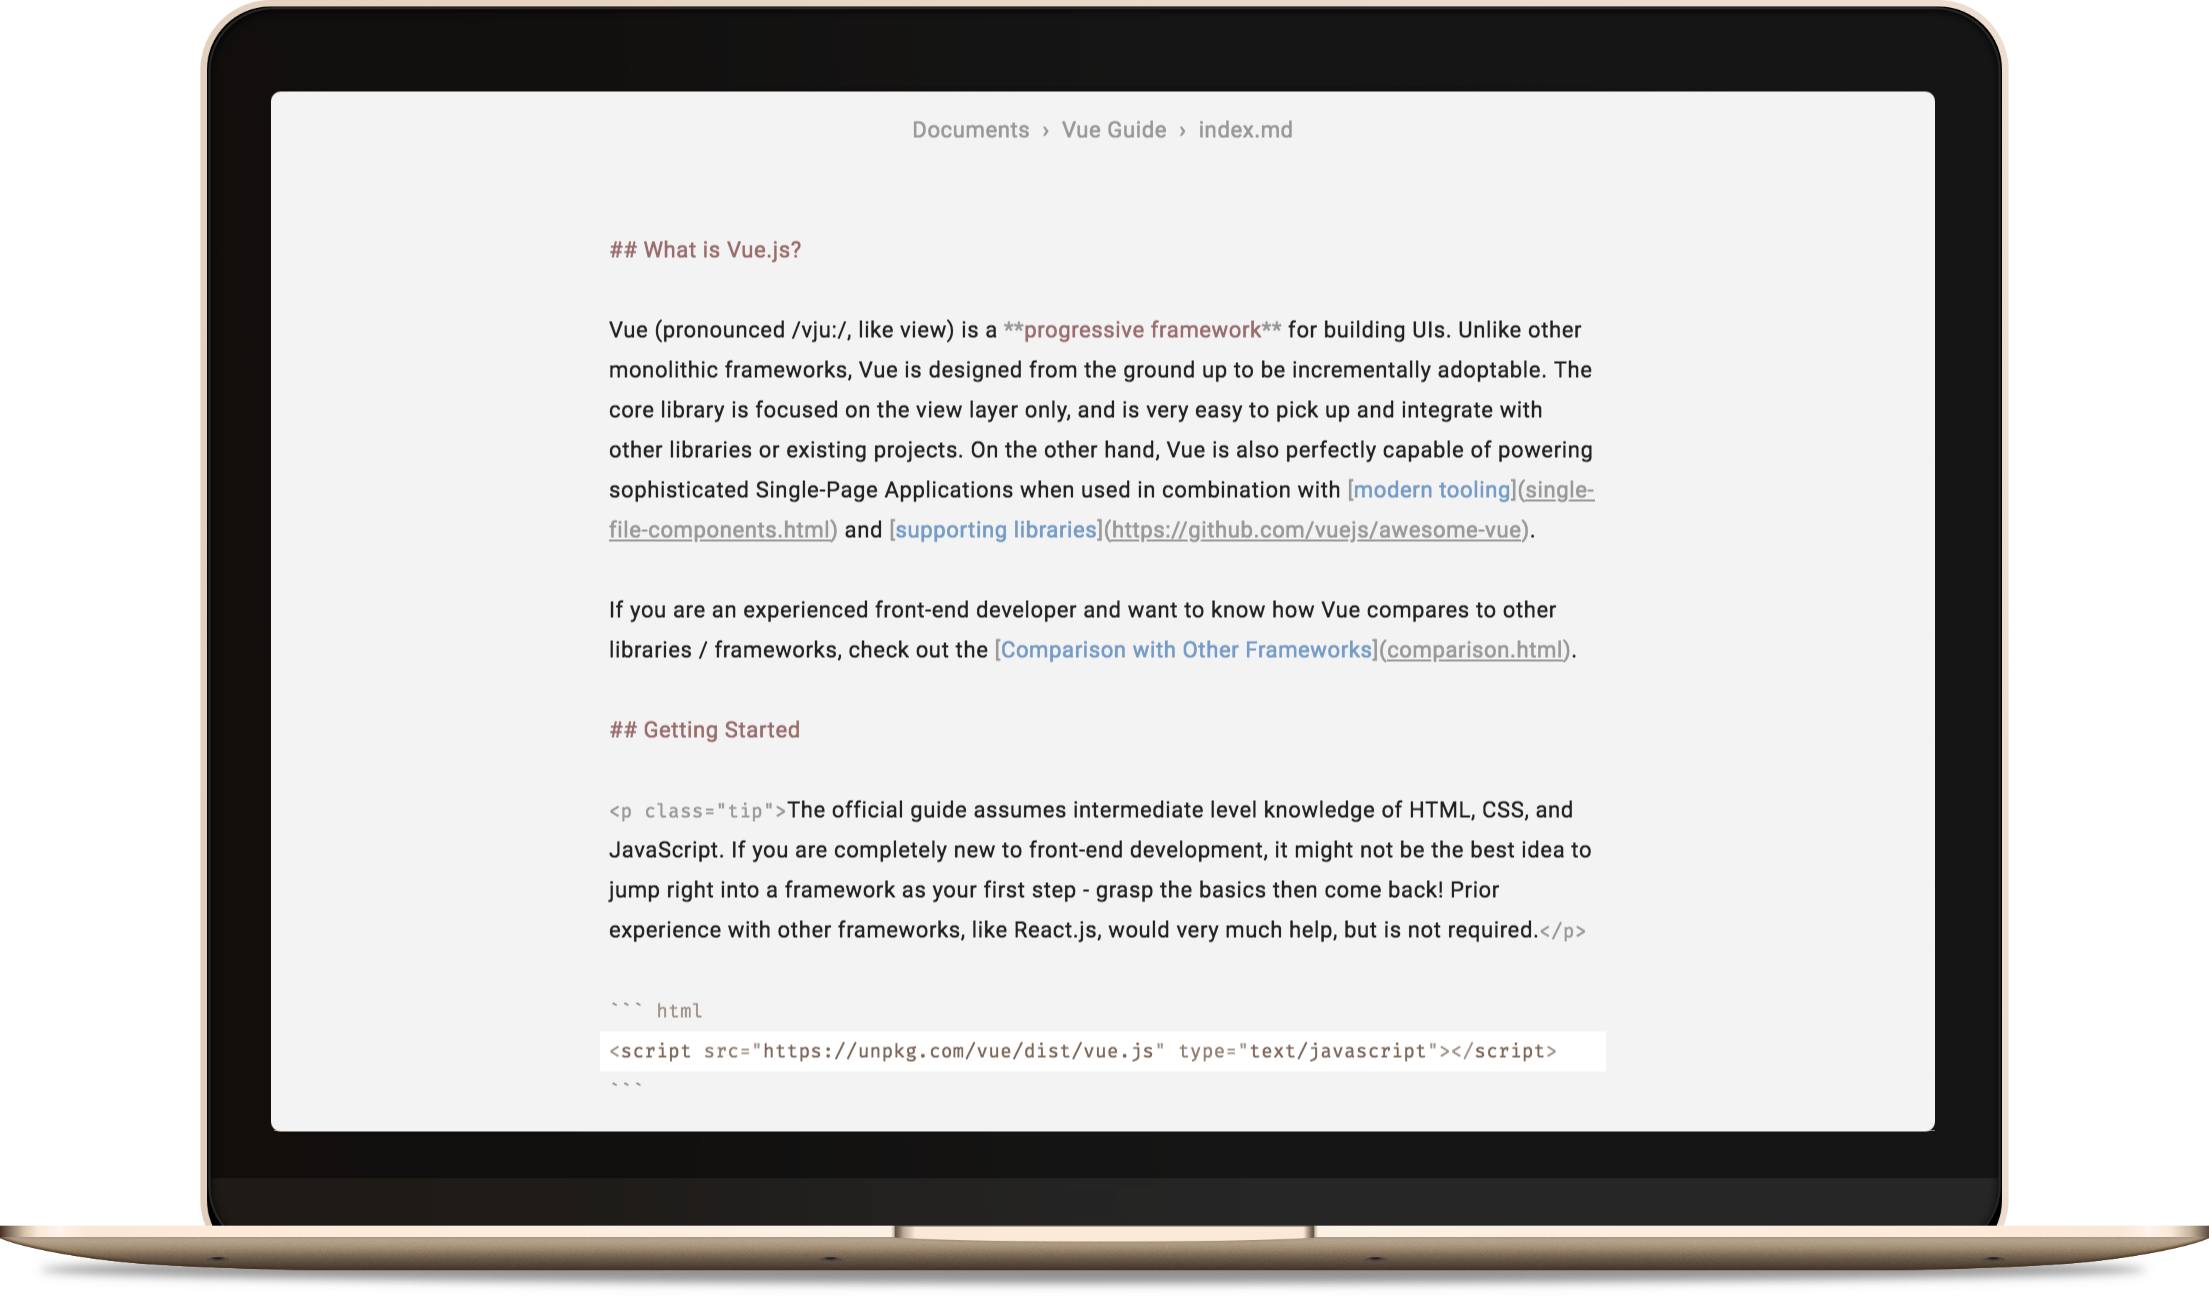 Documents › Vue Guide › index.md
## What is Vue.js?
Vue (pronounced /vju:/, like view) is a **progressive framework** for building UIs. Unlike other
monolithic frameworks, Vue is designed from the ground up to be incrementally adoptable. The
core library is focused on the view layer only, and is very easy to pick up and integrate with
other libraries or existing projects. On the other hand, Vue is also perfectly capable of powering
sophisticated Single-Page Applications when used in combination with [modern tooling](single-
file-components.html) and [supporting libraries](https://github.com/vuejs/awesome-vue).
If you are an experienced front-end developer and want to know how Vue compares to other
libraries / frameworks, check out the [Comparison with Other Frameworks](comparison.html).
## Getting Started
<p class="tip">The official guide assumes intermediate level knowledge of HTML, CSS, and
JavaScript. If you are completely new to front-end development, it might not be the best idea to
jump right into a framework as your first step - grasp the basics then come back! Prior
experience with other frameworks, like React.js, would very much help, but is not required.</p>
``` html
<script src="https://unpkg.com/vue/dist/vue.js" type="text/javascript"></script>
```